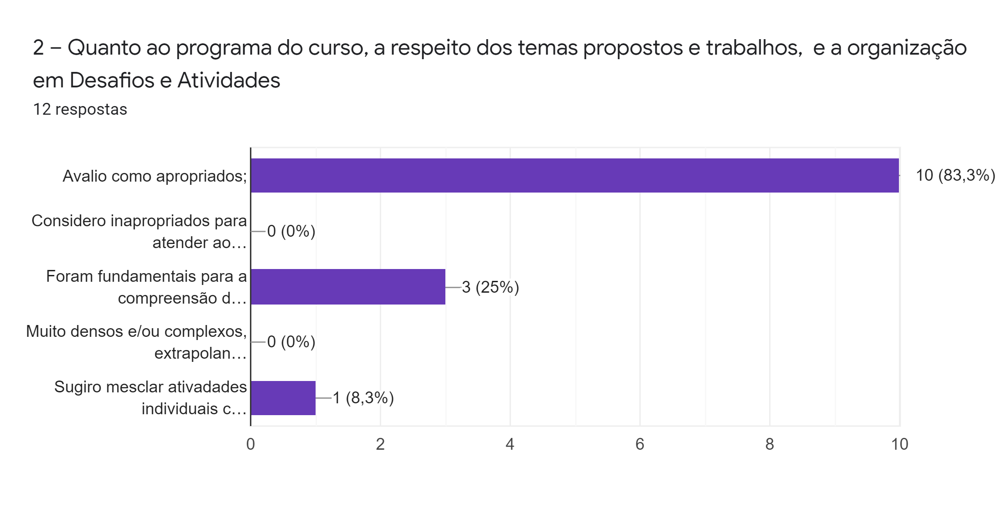 2 – Quanto ao programa do curso, a respeito dos temas propostos e trabalhos,  e a organização
em Desafios e Atividades
12 respostas
Avalio como apropriados;
10 (83,3%)
Considero inapropriados para
atender ao…
0 (0%)
Foram fundamentais para a
compreensão d…
3 (25%)
Muito densos e/ou complexos,
extrapolan…
0 (0%)
Sugiro mesclar ativadades
individuais c…
1 (8,3%)
0 2 4 6 8 10